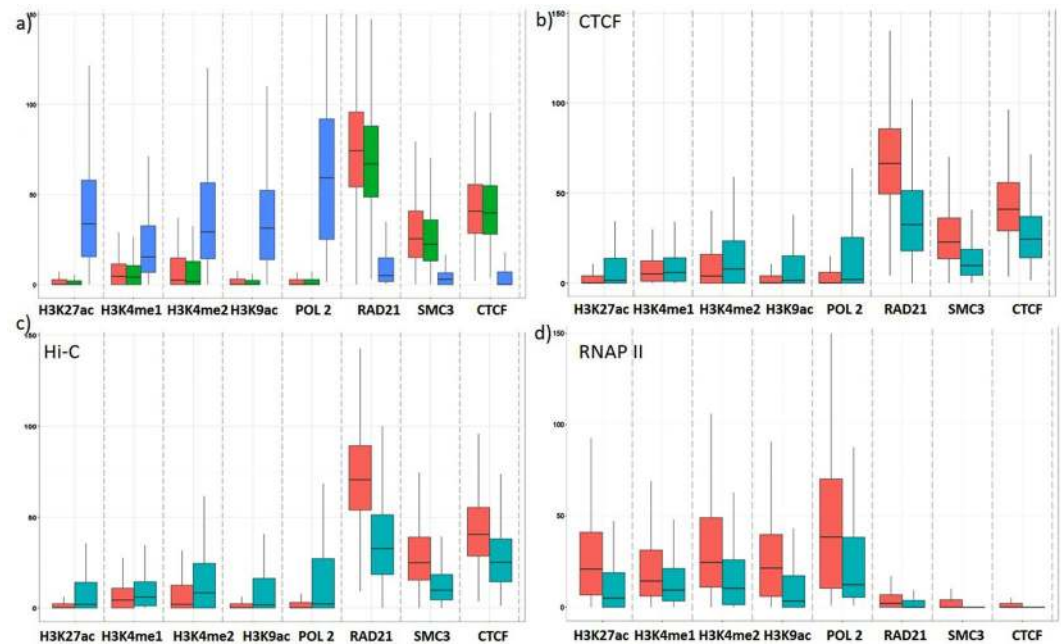 a)
150
100
50
0
H3K27ac H3K4me1 H3K4me2 H3K9ac POL 2 RAD21 SMC3 CTCF
b) CTCF
150
100
50
0
H3K27ac H3K4me1 H3K4me2 H3K9ac POL 2 RAD21 SMC3 CTCF
c) Hi-C
150
100
50
0
H3K27ac H3K4me1 H3K4me2 H3K9ac POL 2 RAD21 SMC3 CTCF
d) RNAP II
150
100
50
0
H3K27ac H3K4me1 H3K4me2 H3K9ac POL 2 RAD21 SMC3 CTCF